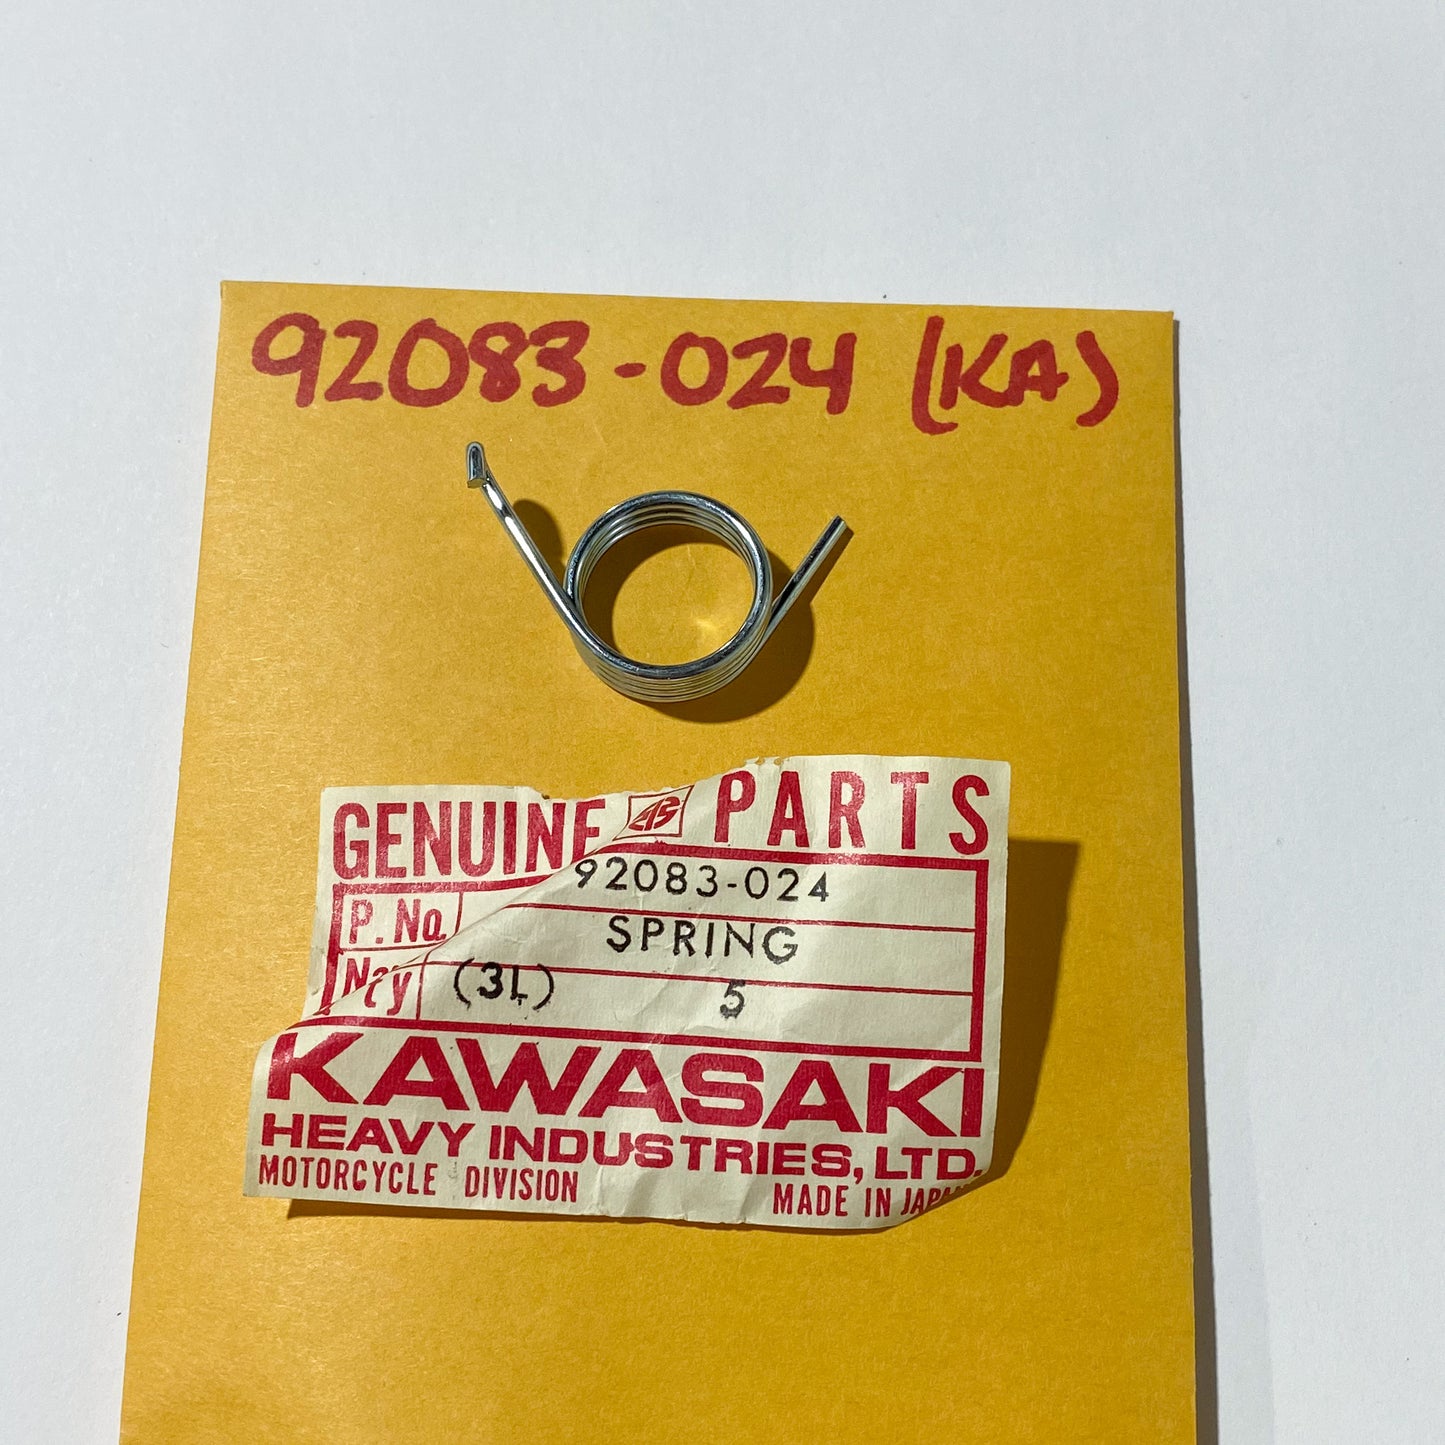 92083-024 (KA)
GENUINE PARTS
P. No. 92083-024
SPRING
(3L) 5
KAWASAKI
HEAVY INDUSTRIES, LTD.
MOTORCYCLE DIVISION MADE IN JAPAN